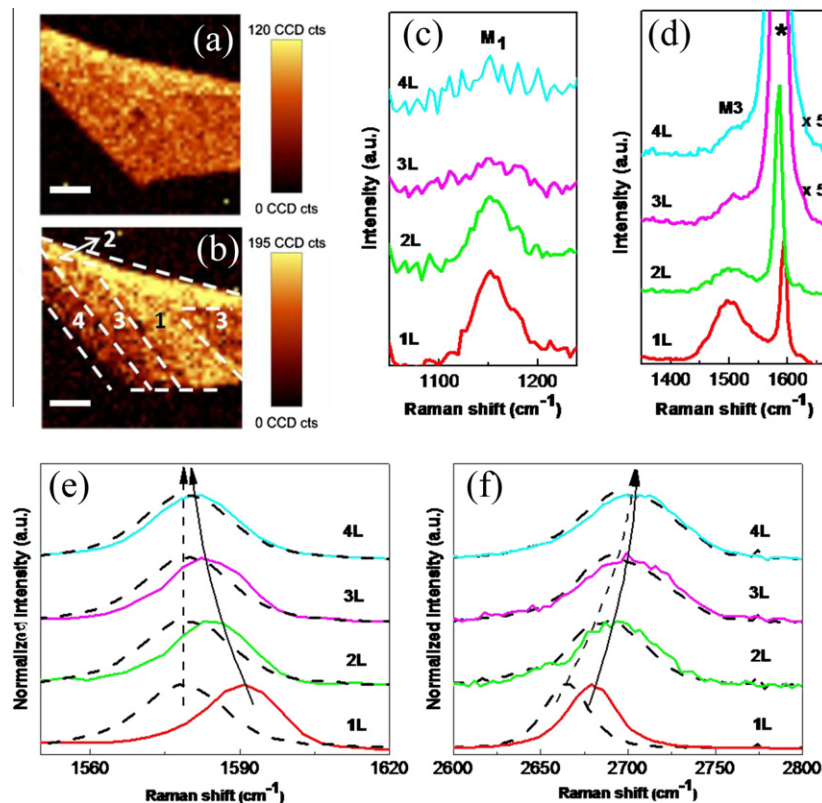 (a)
120 CCD cts
0 CCD cts
(b)
195 CCD cts
2
4
3
1
3
0 CCD cts
(c)
M1
4L
3L
2L
1L
Intensity (a.u.)
1100
1200
Raman shift (cm-1)
(d)
*
M3
4L
x 5
3L
x 5
2L
1L
Intensity (a.u.)
1350
1400
1500
1600
Raman shift (cm-1)
(e)
4L
3L
2L
1L
Normalized intensity (a.u.)
1560
1590
1620
Raman shift (cm-1)
(f)
4L
3L
2L
1L
Normalized intensity (a.u.)
2600
2650
2700
2750
2800
Raman shift (cm-1)